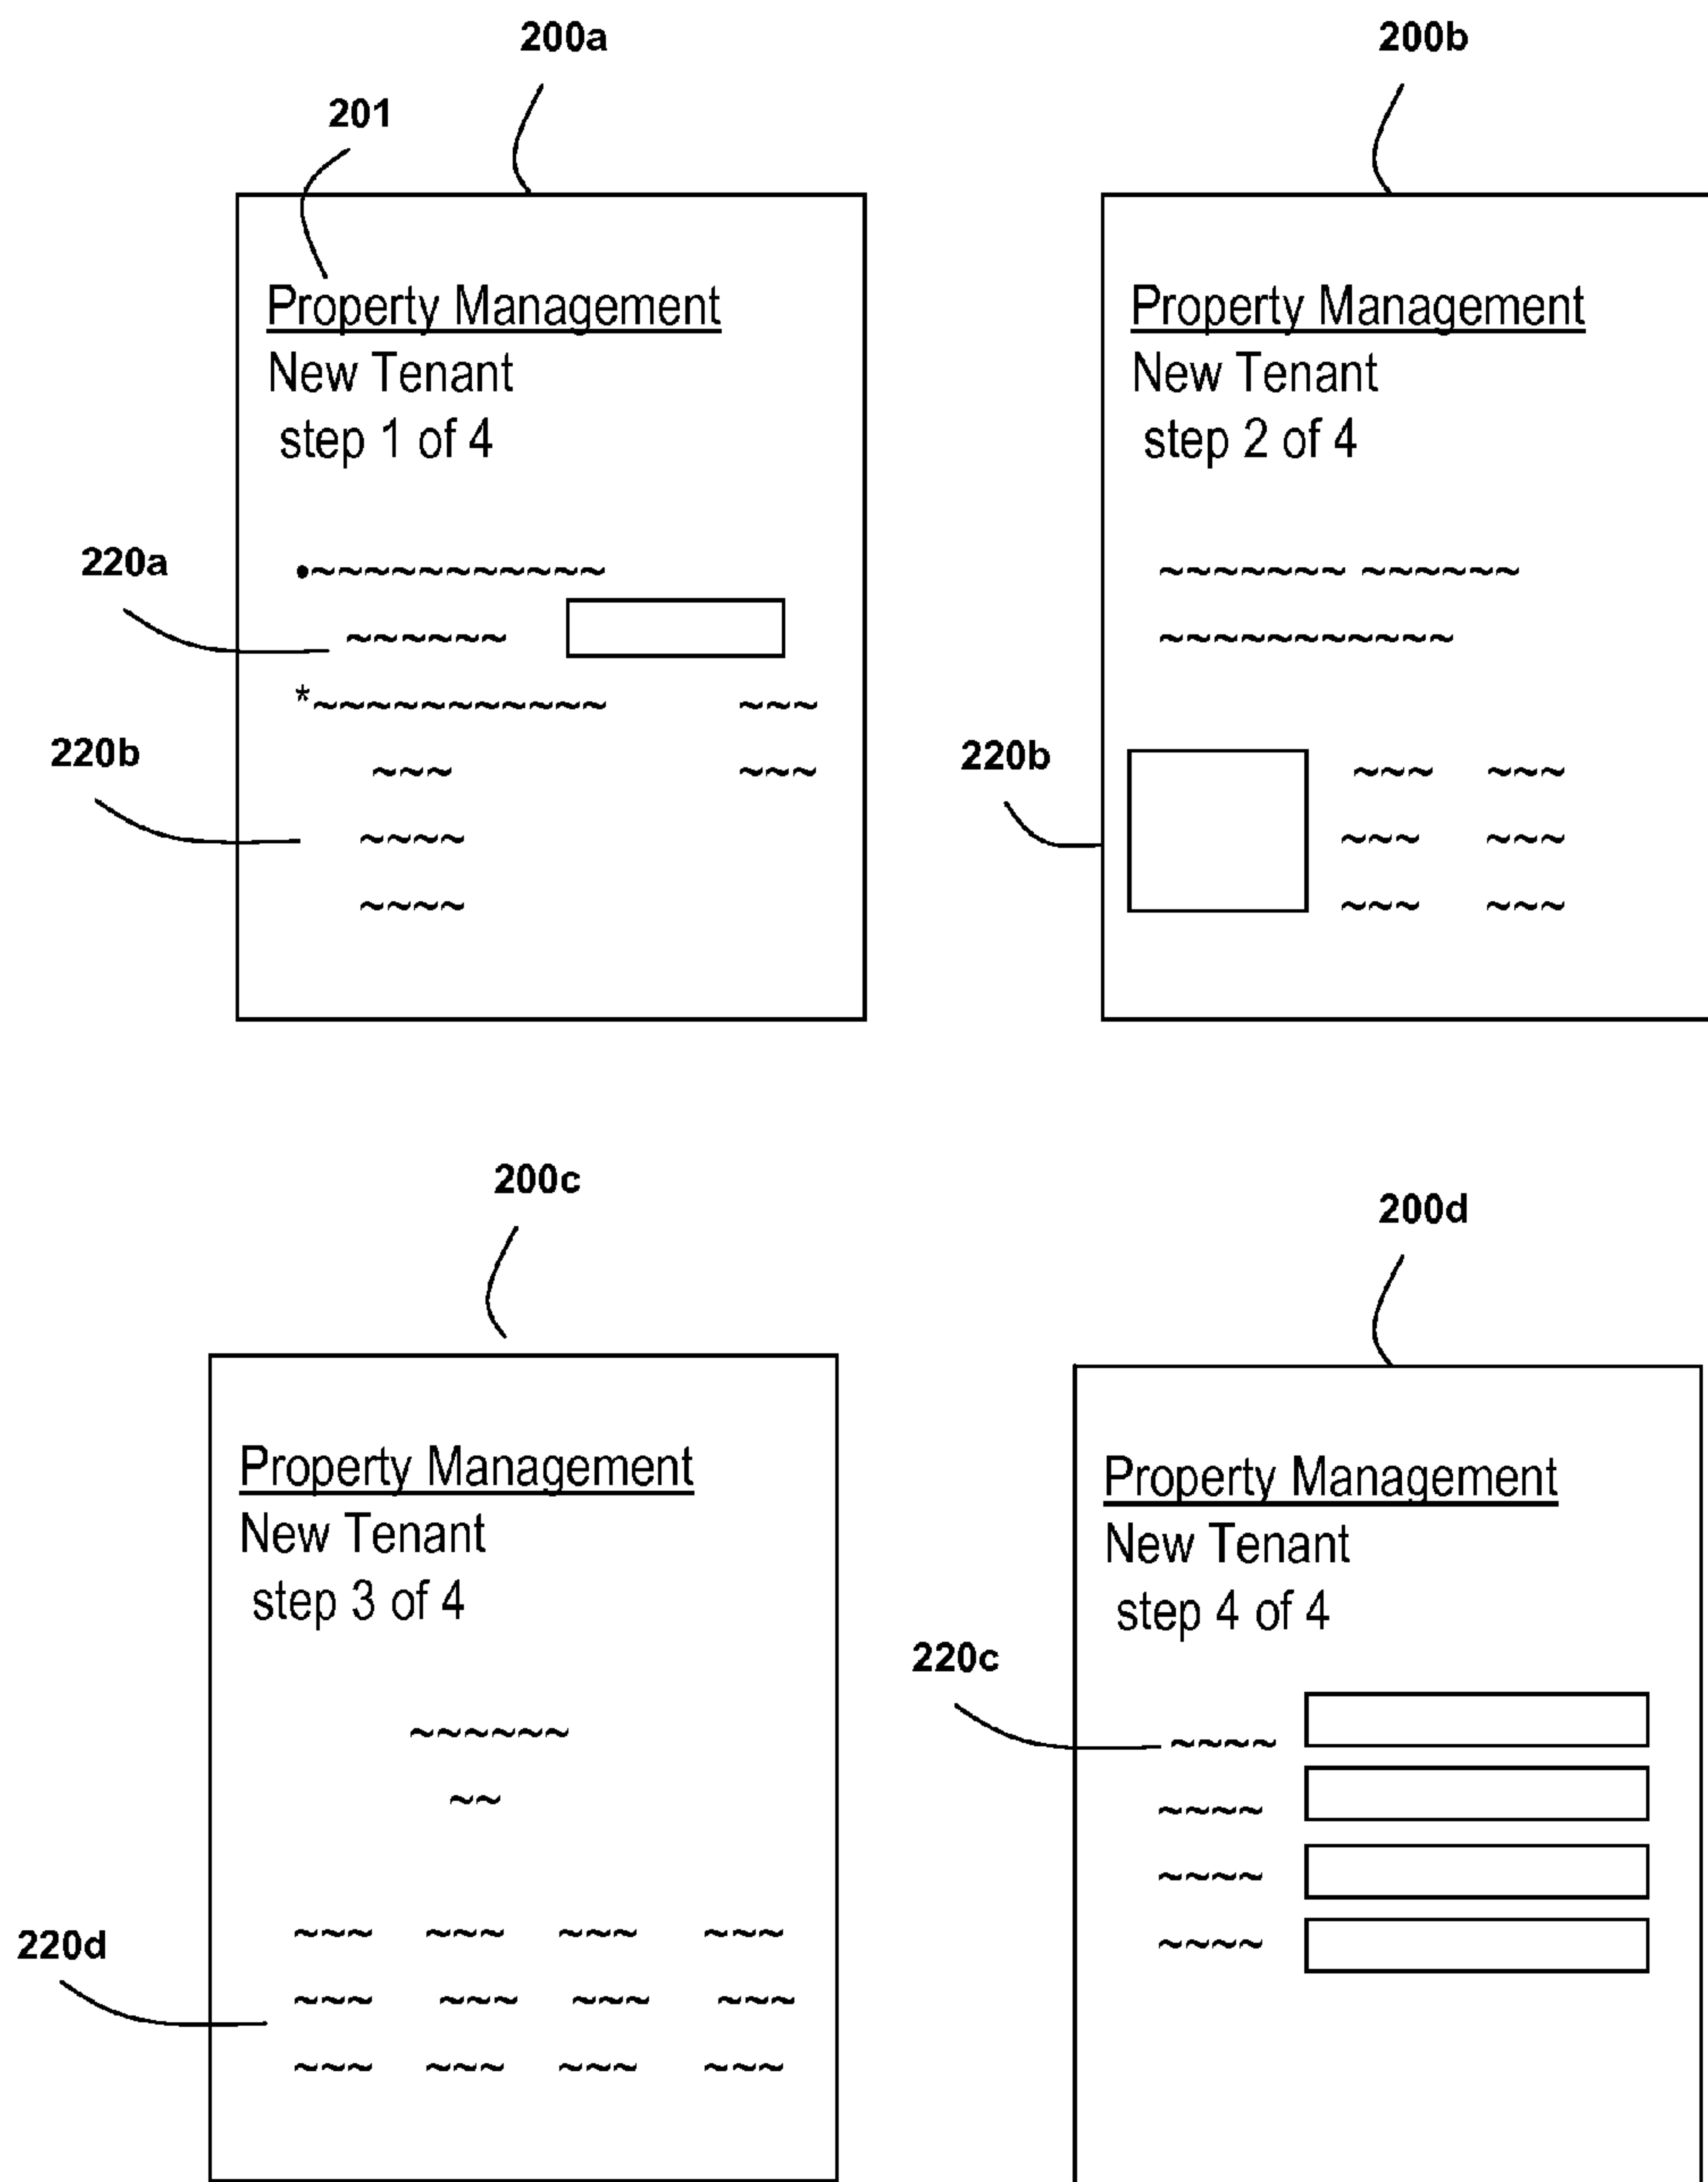 200a
200b
201
Property Management
New Tenant
step 1 of 4
220a
•~~~~~~~~~~~
~~~~~~
*~~~~~~~~~~~ ~~~
220b
~~~ ~~~
~~~~
~~~~
Property Management
New Tenant
step 2 of 4
~~~~~~~ ~~~~~~
~~~~~~~~~~~
220b
~~~ ~~~
~~~ ~~~
~~~ ~~~
200c
200d
Property Management
New Tenant
step 3 of 4
~~~~~~
~~
220d
~~~ ~~~ ~~~ ~~~
~~~ ~~~ ~~~ ~~~
~~~ ~~~ ~~~ ~~~
Property Management
New Tenant
step 4 of 4
220c
~~~~
~~~~
~~~~
~~~~